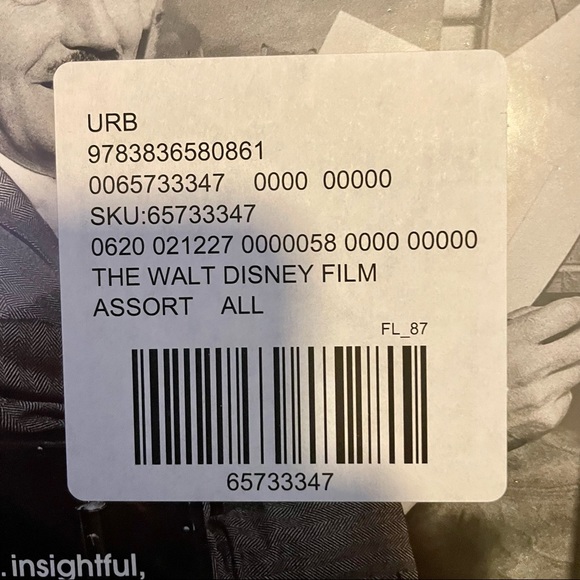 URB
9783836580861
0065733347 0000 00000
SKU:65733347
0620 021227 0000058 0000 00000
THE WALT DISNEY FILM
ASSORT ALL
FL_87
65733347
. insightful,